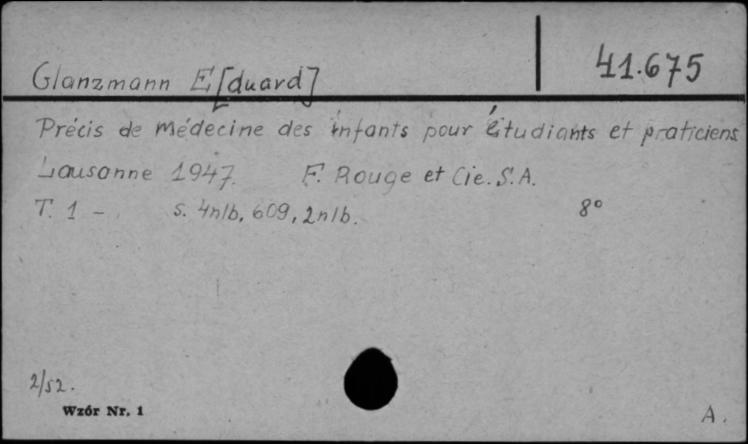 Glanzmann E[duard]
41.675
Précis de médecine des infants pour étudiants et praticiens
Lausanne 1947. F. Rouge et Cie. S.A.
T. 1 - s. 4nlb, 609, 2nlb. 8°
2/52.
Wzór Nr. 1
A.